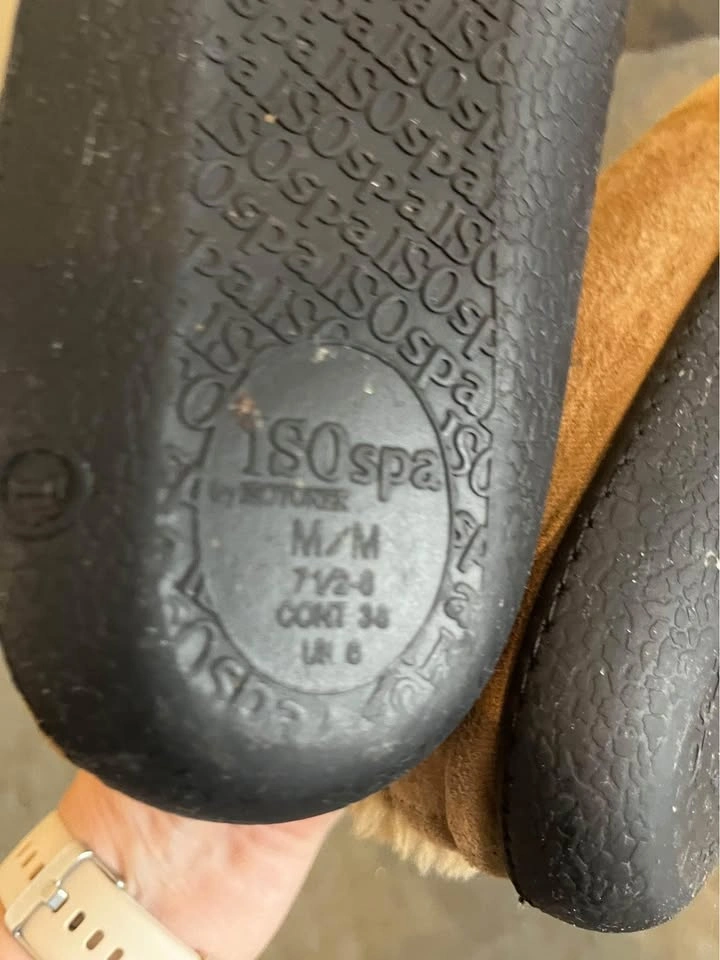 ISOspa
by ISOTONER
M/M
7 1/2-8
CONT 38
UK 6